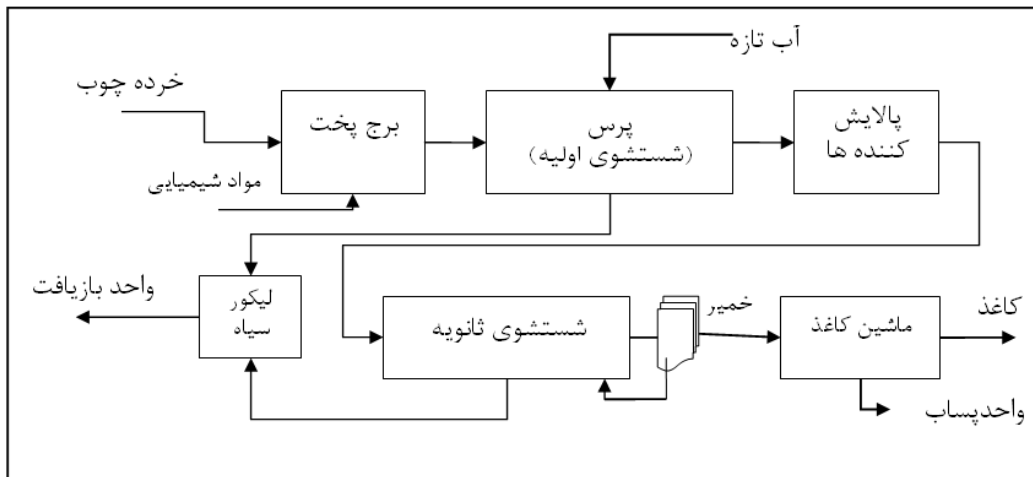 آب تازه
خرده چوب
برج پخت
پرس
(شستشوی اولیه)
پالایش
کننده ها
مواد شیمیایی
واحد بازیافت
لیکور
سیاه
شستشوی ثانویه
خمیر
ماشین کاغذ
کاغذ
واحدپساب